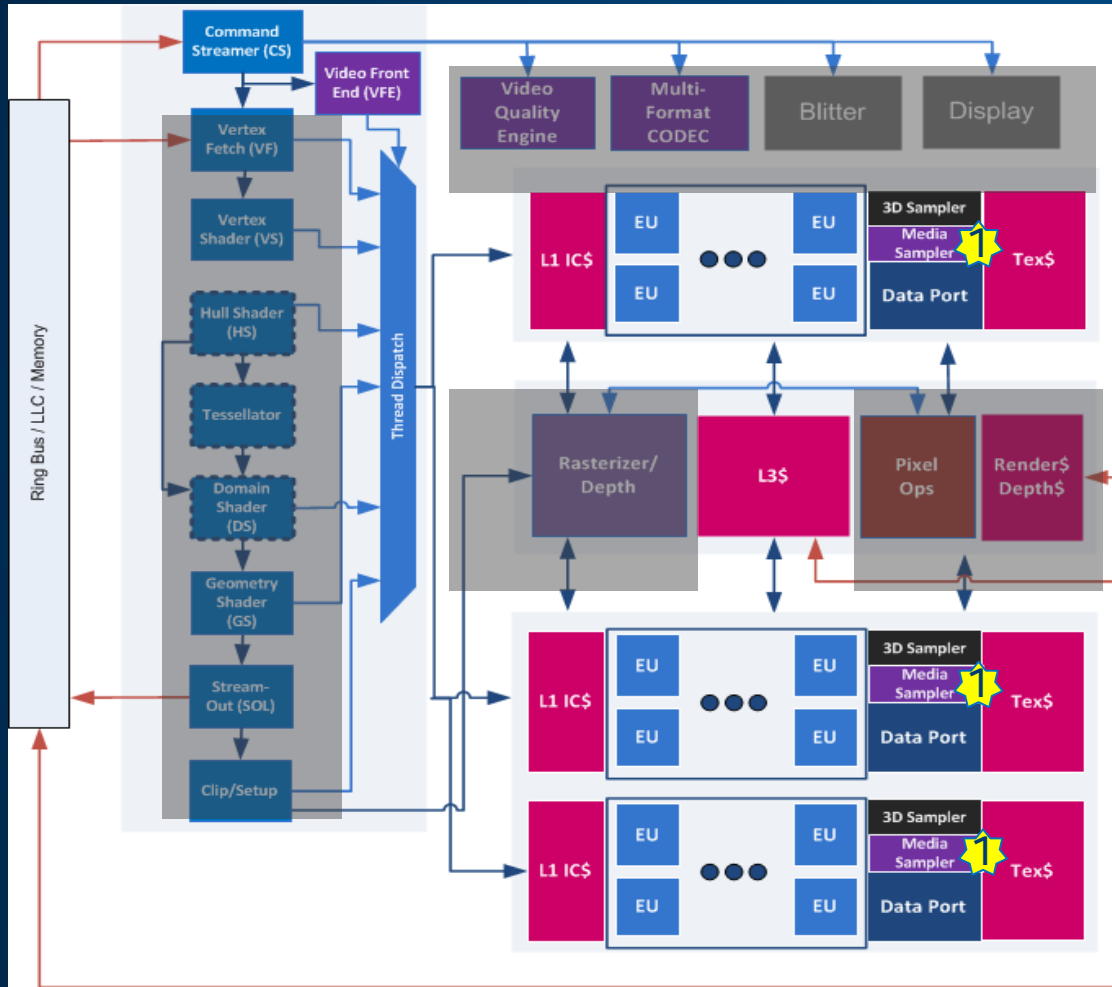 Command
Streamer (CS)
Video Front
End (VFE)
Video
Quality
Engine
Multi-
Format
CODEC
Blitter
Display
Ring Bus / LLC / Memory
Vertex
Fetch (VF)
Vertex
Shader (VS)
Hull Shader
(HS)
Tessellator
Domain
Shader
(DS)
Geometry
Shader
(GS)
Stream-
Out (SOL)
Clip/Setup
Thread Dispatch
L1 IC$
EU
EU
EU
EU
3D Sampler
Media
Sampler
1
Data Port
Tex$
Rasterizer/
Depth
L3$
Pixel
Ops
Render$
Depth$
L1 IC$
EU
EU
EU
EU
3D Sampler
Media
Sampler
1
Data Port
Tex$
L1 IC$
EU
EU
EU
EU
3D Sampler
Media
Sampler
1
Data Port
Tex$